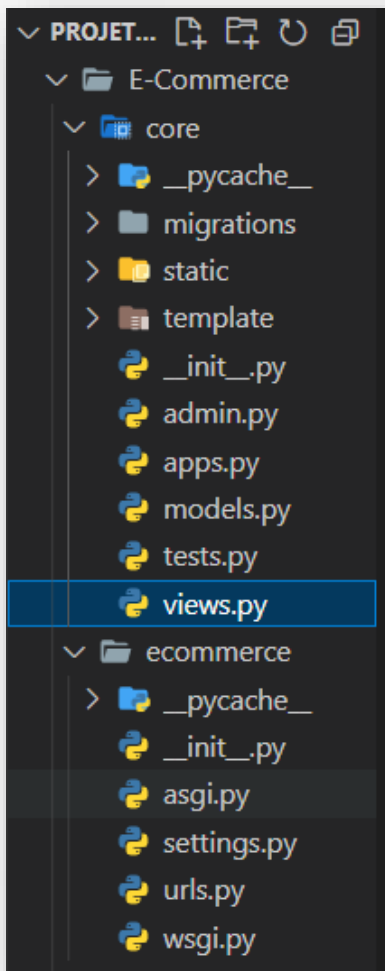 PROJET...
E-Commerce
core
__pycache__
migrations
static
template
__init__.py
admin.py
apps.py
models.py
tests.py
views.py
ecommerce
__pycache__
__init__.py
asgi.py
settings.py
urls.py
wsgi.py